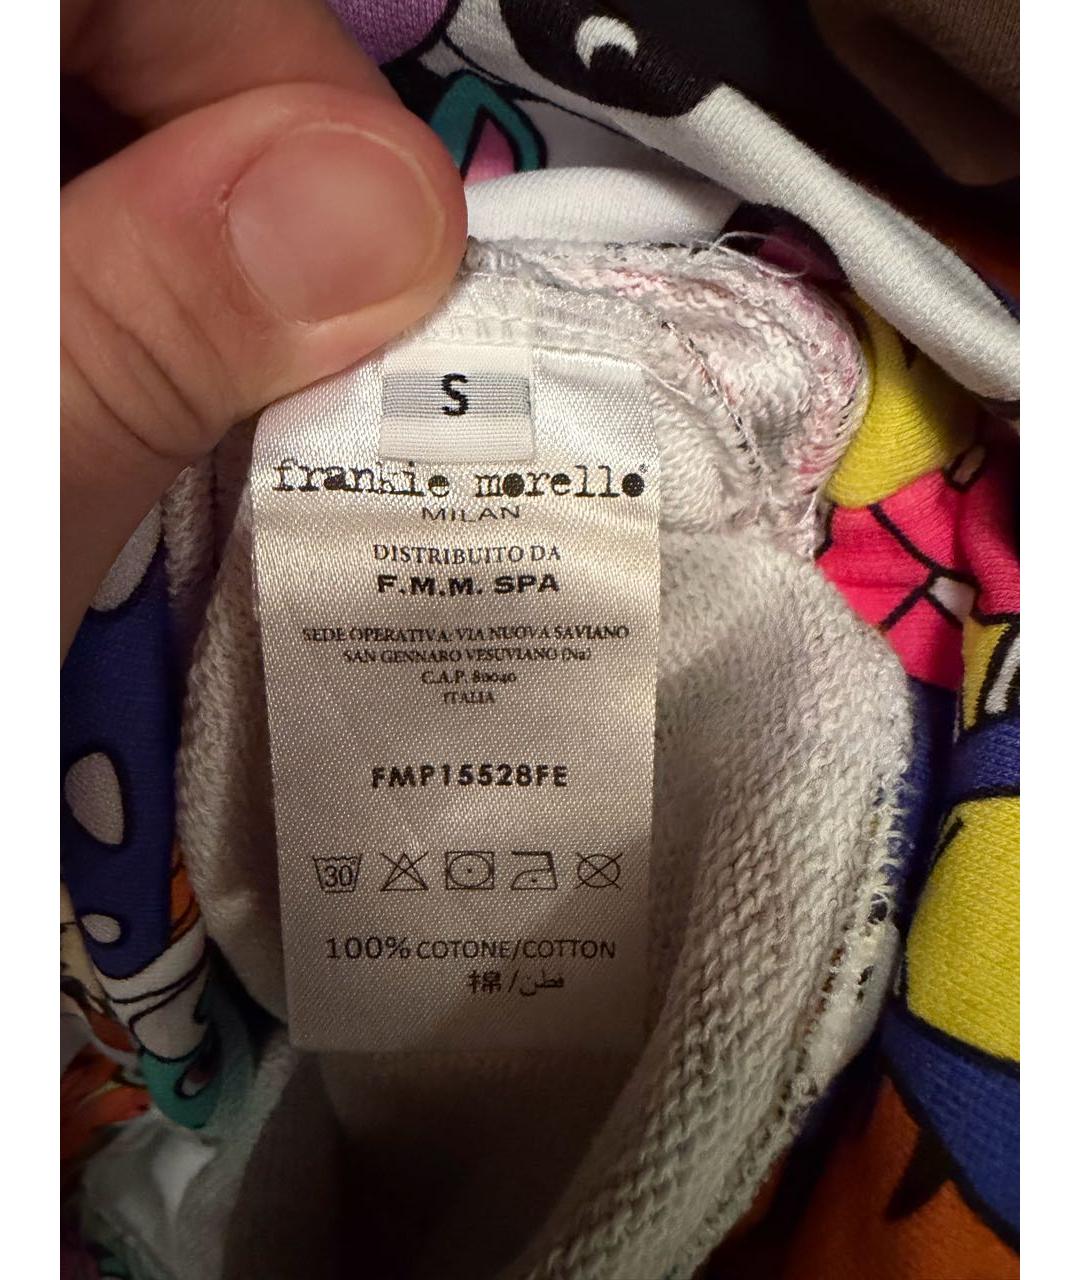 S
frankie morello®
MILAN
DISTRIBUITO DA
F.M.M. SPA
SEDE OPERATIVA: VIA NUOVA SAVIANO
SAN GENNARO VESUVIANO (Na)
C.A.P. 80040
ITALIA
FMP15528FE
30
100% COTONE/COTTON
棉/قطن